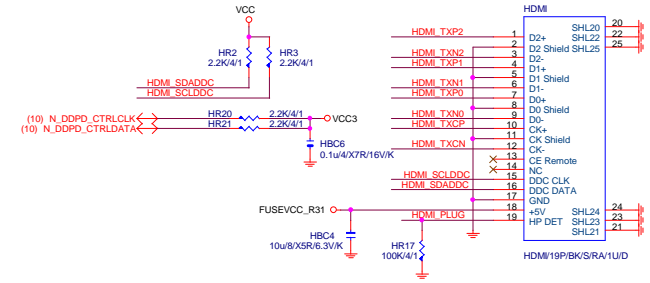 VCC
HR2
2.2K/4/1
HR3
2.2K/4/1
HDMI_SDADDC
HDMI_SCLDDC
(10) N_DDPD_CTRLCLK
HR20
2.2K/4/1
VCC3
(10) N_DDPD_CTRLDATA
HR21
2.2K/4/1
HBC6
0.1u/4/X7R/16V/K
FUSEVCC_R31
HBC4
10u/8/X5R/6.3V/K
HR17
100K/4/1
HDMI
HDMI_TXP2 1 D2+
2 D2 Shield
HDMI_TXN2 3 D2-
HDMI_TXP1 4 D1+
5 D1 Shield
HDMI_TXN1 6 D1-
HDMI_TXP0 7 D0+
8 D0 Shield
HDMI_TXN0 9 D0-
HDMI_TXCP 10 CK+
11 CK Shield
HDMI_TXCN 12 CK-
13 CE Remote
14 NC
HDMI_SCLDDC 15 DDC CLK
HDMI_SDADDC 16 DDC DATA
17 GND
18 +5V
HDMI_PLUG 19 HP DET
SHL20 20
SHL22 22
SHL25 25
SHL24 24
SHL23 23
SHL21 21
HDMI/19P/BK/S/RA/1U/D